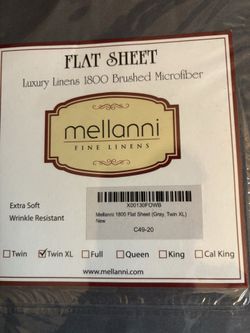 FLAT SHEET
Luxury Linens 1800 Brushed Microfiber
mellanni
FINE LINENS
Extra Soft
Wrinkle Resistant
X00130FOWB
Mellanni 1800 Flat Sheet (Gray, Twin XL)
New
C49-20
Twin Twin XL Full Queen King Cal King
www.mellanni.com